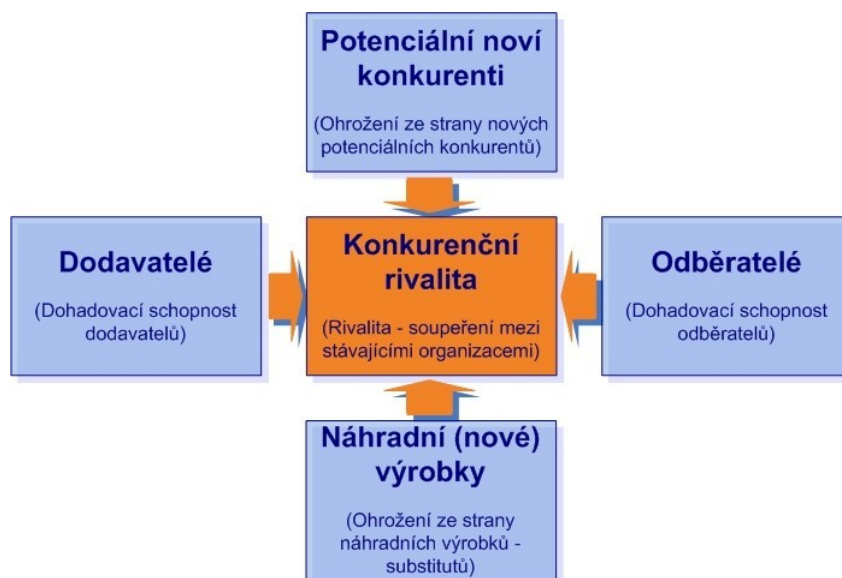 Potenciální noví
konkurenti
(Ohrožení ze strany nových
potenciálních konkurentů)
Dodavatelé
(Dohadovací schopnost
dodavatelů)
Konkurenční
rivalita
(Rivalita - soupeření mezi
stávajícími organizacemi)
Odběratelé
(Dohadovací schopnost
odběratelů)
Náhradní (nové)
výrobky
(Ohrožení ze strany
náhradních výrobků -
substitutů)